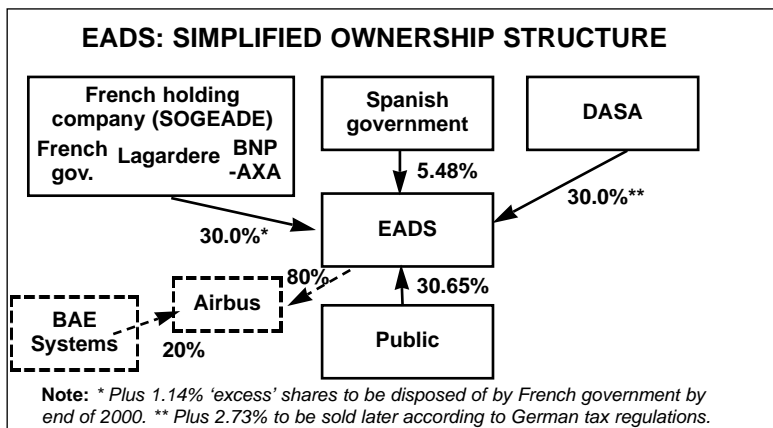 EADS: SIMPLIFIED OWNERSHIP STRUCTURE
French holding
company (SOGEADE)
French
gov.
Lagardere
BNP
-AXA
Spanish
government
DASA
5.48%
30.0%**
30.0%*
EADS
80%
30.65%
Airbus
BAE
Systems
20%
Public
Note: * Plus 1.14% ‘excess’ shares to be disposed of by French government by
end of 2000. ** Plus 2.73% to be sold later according to German tax regulations.